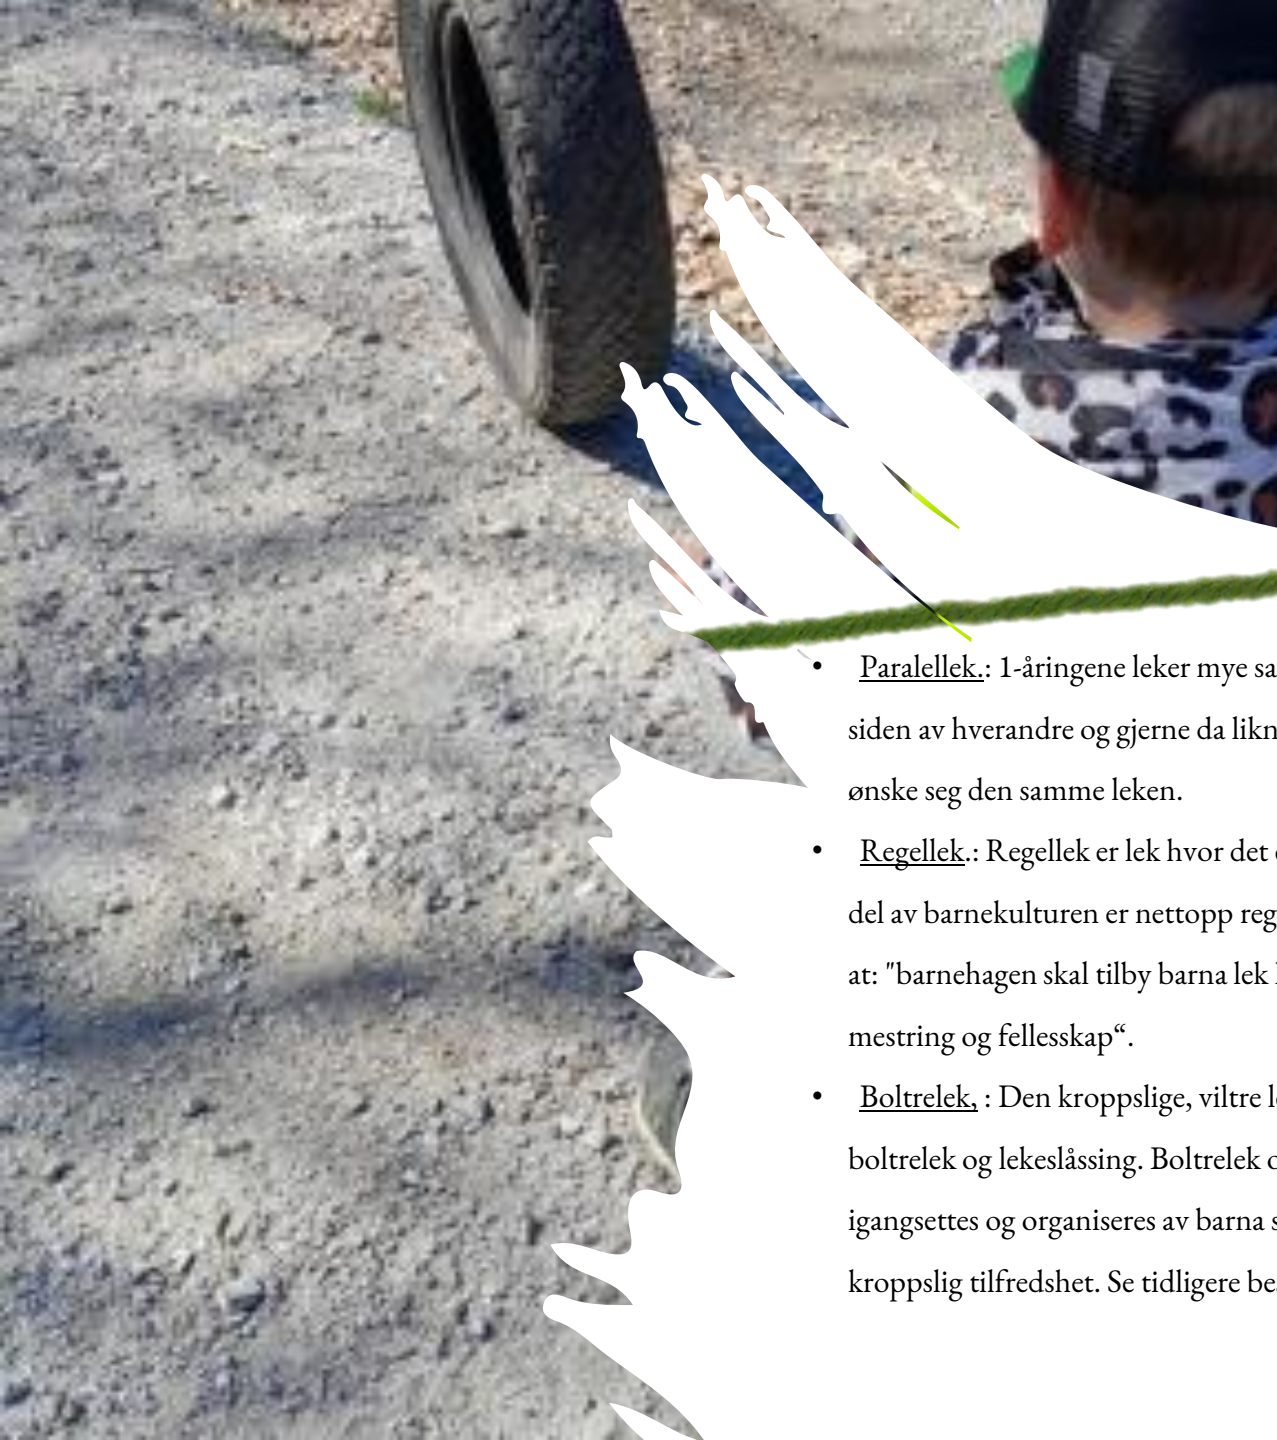 • Paralellek.: 1-åringene leker mye sa
siden av hverandre og gjerne da likn
ønske seg den samme leken.
• Regellek.: Regellek er lek hvor det
del av barnekulturen er nettopp reg
at: "barnehagen skal tilby barna lek
mestring og fellesskap“.
• Boltrelek, : Den kroppslige, viltre l
boltrelek og lekeslåssing. Boltrelek o
igangsettes og organiseres av barna s
kroppslig tilfredshet. Se tidligere be